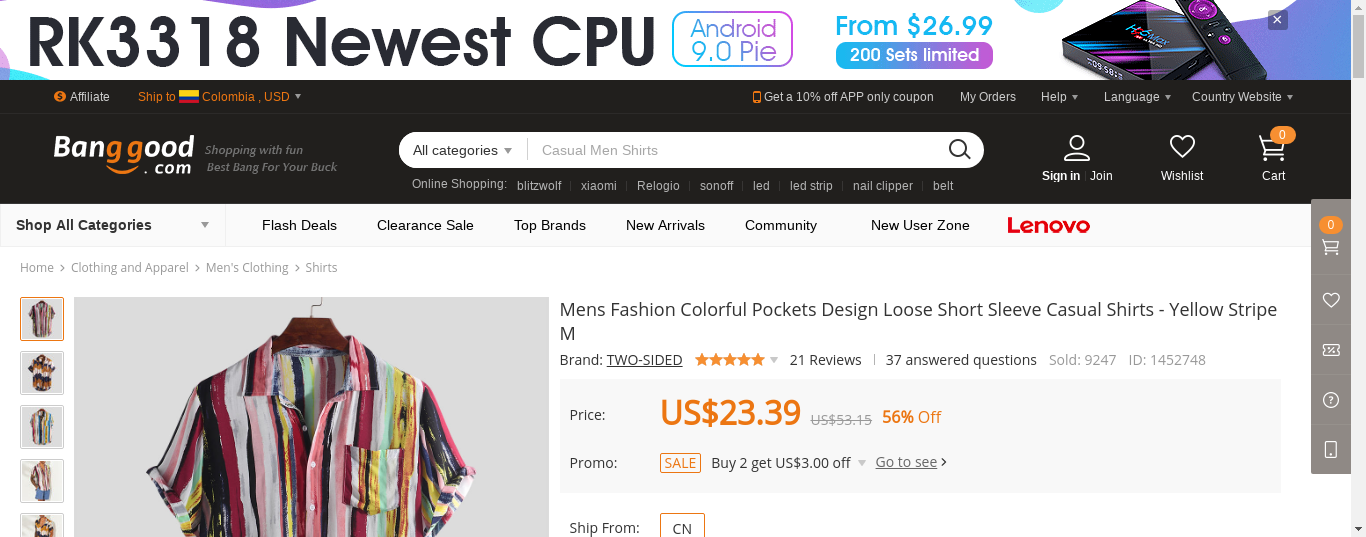 RK3318 Newest CPU
Android
9.0 Pie
From $26.99
200 Sets limited
Affiliate
Ship to Colombia , USD
Get a 10% off APP only coupon
My Orders
Help
Language
Country Website
Banggood
.com
Shopping with fun
Best Bang For Your Buck
All categories
Casual Men Shirts
0
Sign in | Join
Wishlist
Cart
Online Shopping: blitzwolf | xiaomi | Relogio | sonoff | led | led strip | nail clipper | belt
Shop All Categories
Flash Deals
Clearance Sale
Top Brands
New Arrivals
Community
New User Zone
Lenovo
0
Home > Clothing and Apparel > Men's Clothing > Shirts
Mens Fashion Colorful Pockets Design Loose Short Sleeve Casual Shirts - Yellow Stripe
M
Brand: TWO-SIDED 21 Reviews | 37 answered questions Sold: 9247 ID: 1452748
Price: US$23.39 US$53.15 56% Off
Promo: SALE Buy 2 get US$3.00 off Go to see >
Ship From: CN